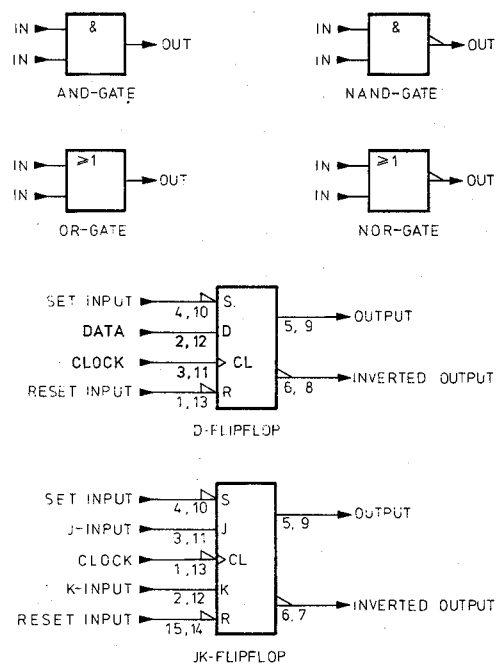 IN & OUT IN & OUT
IN IN
AND-GATE NAND-GATE
IN ≥1 OUT IN ≥1 OUT
IN IN
OR-GATE NOR-GATE
SET INPUT 4,10 S 5, 9 OUTPUT
DATA 2,12 D
CLOCK 3,11 CL 6, 8 INVERTED OUTPUT
RESET INPUT 1,13 R
D-FLIPFLOP
SET INPUT 4,10 S 5, 9 OUTPUT
J-INPUT 3,11 J
CLOCK 1,13 CL
K-INPUT 2,12 K 6,7 INVERTED OUTPUT
RESET INPUT 15,14 R
JK-FLIPFLOP